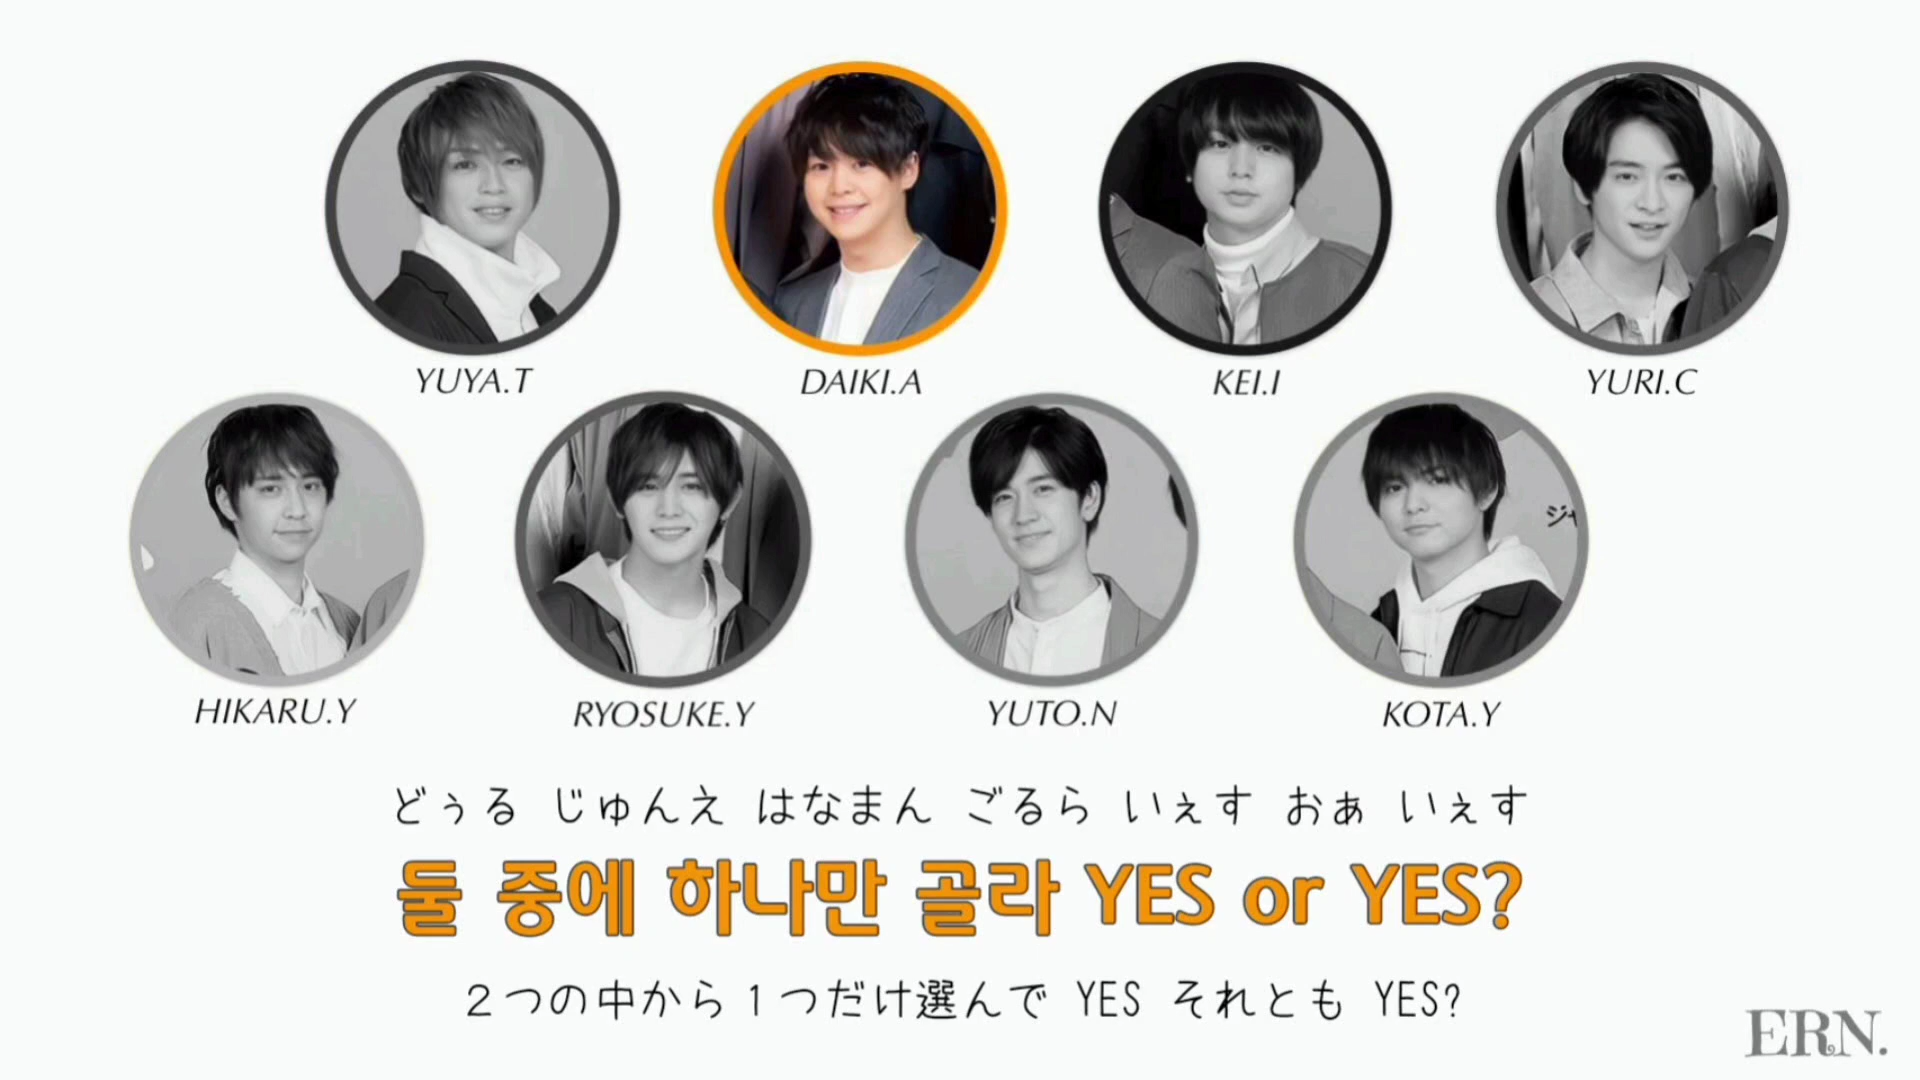 YUYA.T
DAIKI.A
KEI.I
YURI.C
ジャ
HIKARU.Y
RYOSUKE.Y
YUTO.N
KOTA.Y
どぅる じゅんえ はなまん ごるら いぇす おぁ いぇす
둘 중에 하나만 골라 YES or YES?
２つの中から１つだけ選んで YES それとも YES?
ERN.